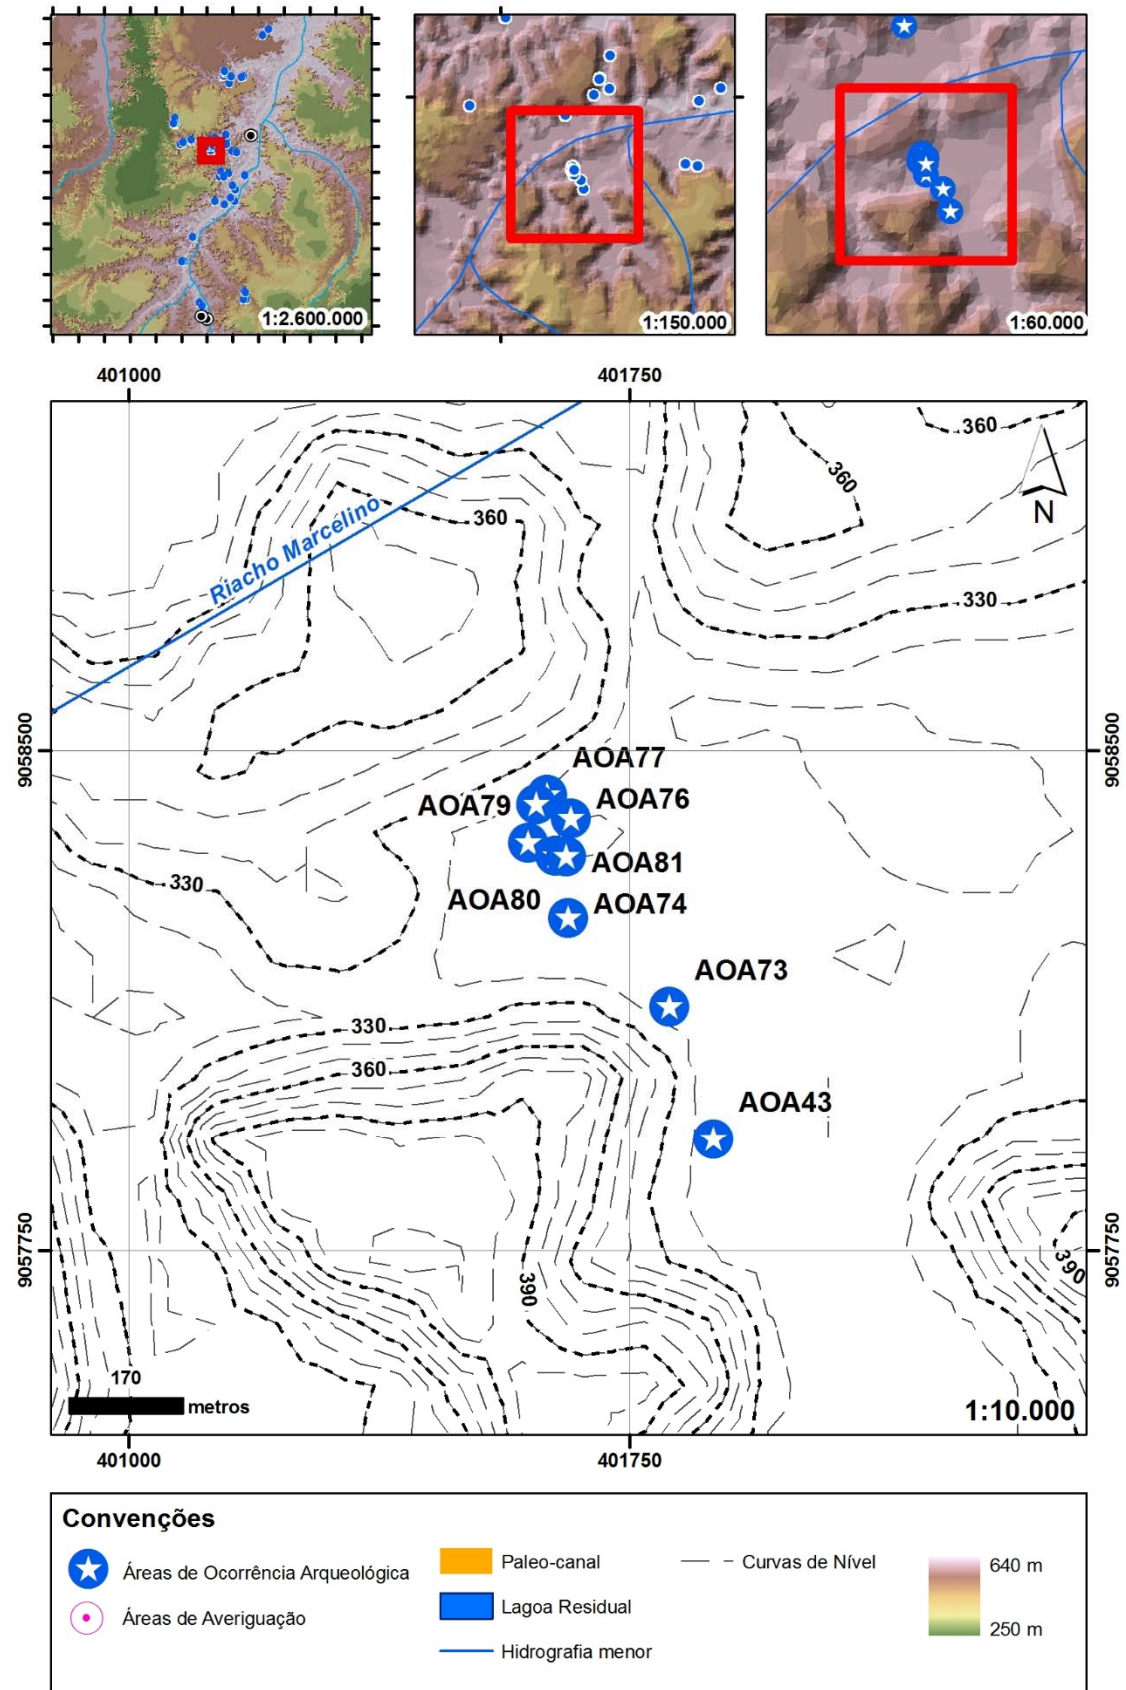 1:2.600.000
1:150.000
1:60.000
401000
401750
360
360
N
360
Riacho Marcelino
330
9058500
9058500
AOA77
AOA79
AOA76
AOA81
330
AOA80
AOA74
AOA73
330
360
AOA43
9057750
9057750
390
390
170
metros
1:10.000
401000
401750
Convenções
Áreas de Ocorrência Arqueológica
Áreas de Averiguação
Paleo-canal
Lagoa Residual
Hidrografia menor
Curvas de Nível
640 m
250 m